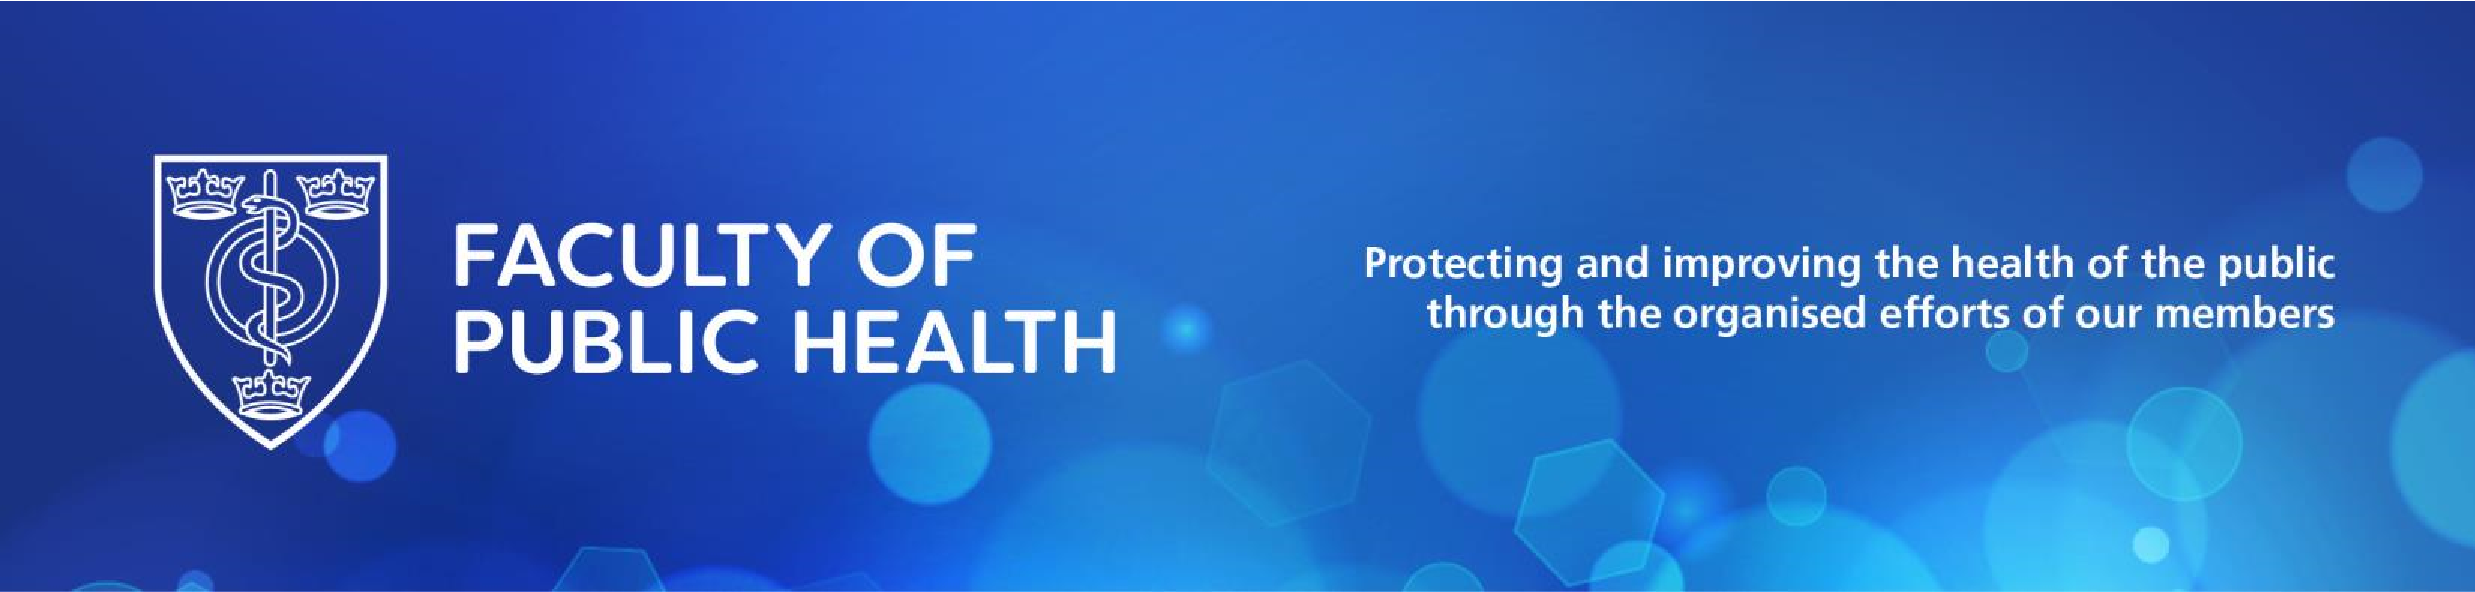 FACULTY OF
PUBLIC HEALTH
Protecting and improving the health of the public
through the organised efforts of our members